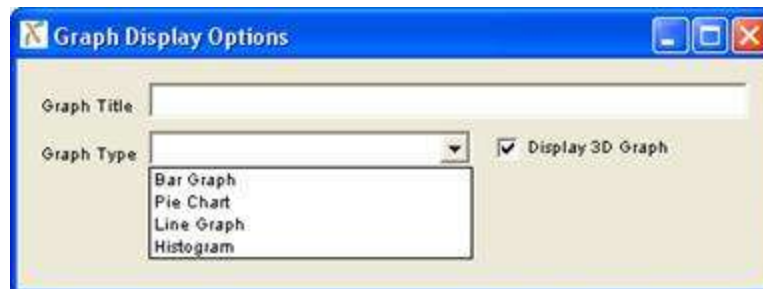 Graph Display Options
Graph Title
Graph Type
Display 3D Graph
Bar Graph
Pie Chart
Line Graph
Histogram